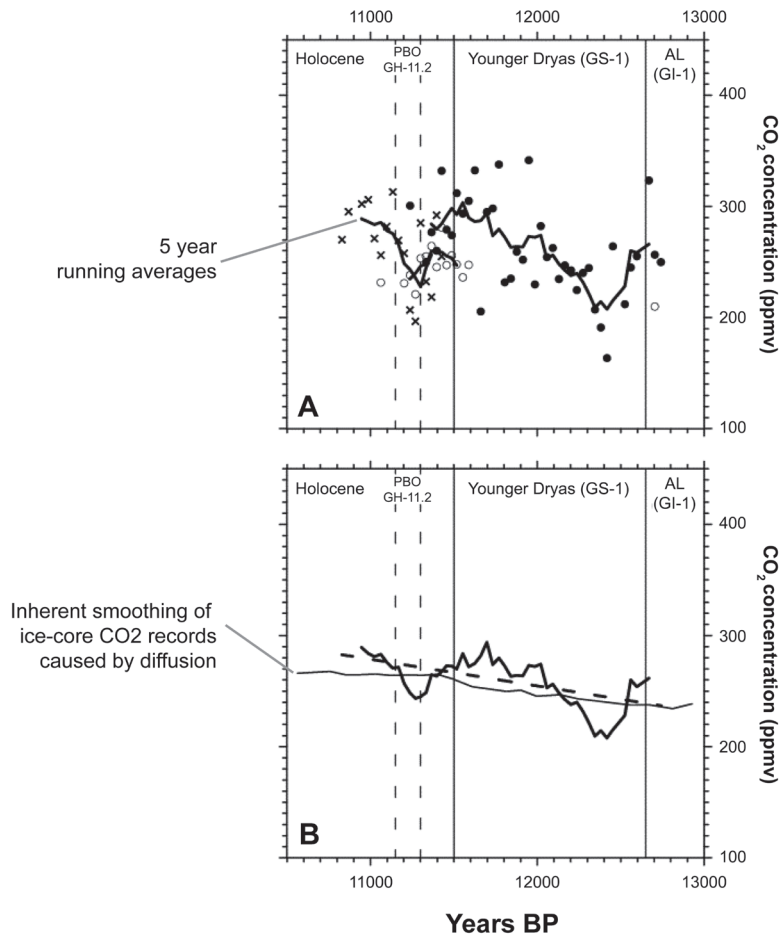 11000 12000 13000
Holocene PBO GH-11.2 Younger Dryas (GS-1) AL (GI-1)
400
300
200
100
CO2 concentration (ppmv)
5 year
running averages
A
Holocene PBO GH-11.2 Younger Dryas (GS-1) AL (GI-1)
400
300
200
100
CO2 concentration (ppmv)
Inherent smoothing of
ice-core CO2 records
caused by diffusion
B
11000 12000 13000
Years BP